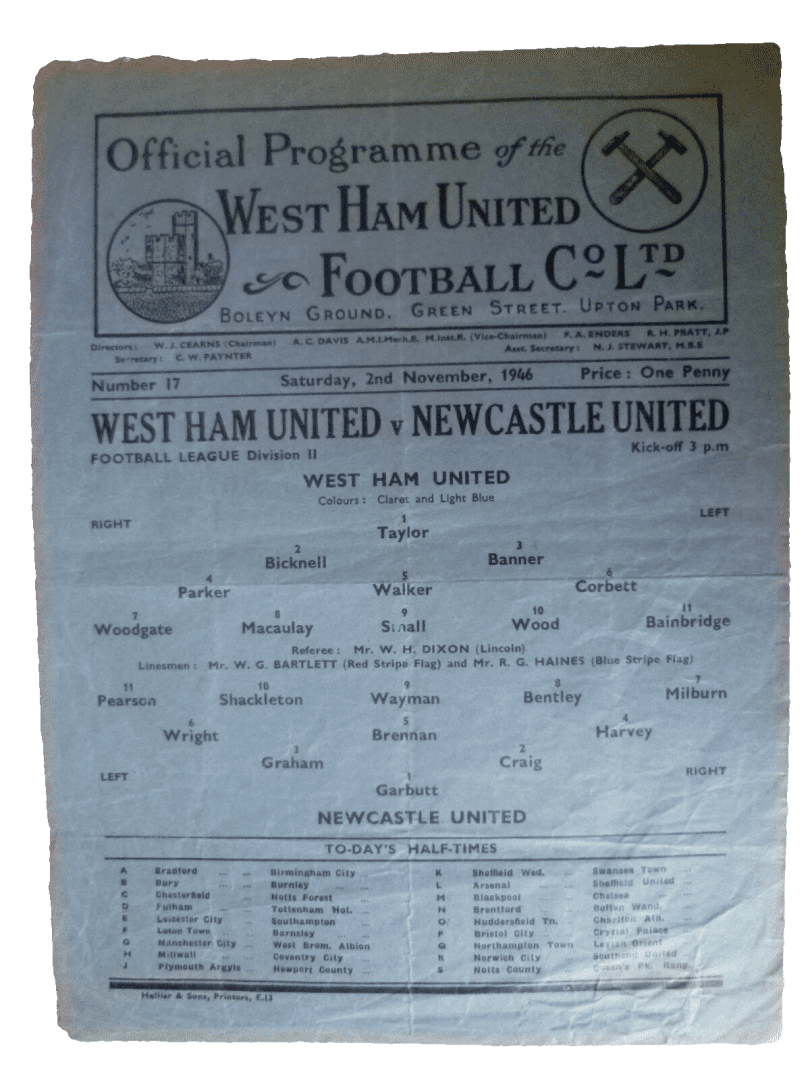 Official Programme of the
WEST HAM UNITED
FOOTBALL CO LTD
BOLEYN GROUND. GREEN STREET. UPTON PARK.
Directors: W. J. CEARNS (Chairman) A. C. DAVIS A.M.I.Mech.E. M.Inst.R. (Vice-Chairman) F. A. ENDERS R. H. PRATT, J.P
Secretary: C. W. PAYNTER Asst. Secretary: N. J. STEWART, M.B.E
Number 17 Saturday, 2nd November, 1946 Price : One Penny
WEST HAM UNITED v NEWCASTLE UNITED
FOOTBALL LEAGUE Division II Kick-off 3 p.m
WEST HAM UNITED
Colours : Claret and Light Blue
RIGHT LEFT
1
Taylor
2 3
Bicknell Banner
4 5 6
Parker Walker Corbett
7 8 9 10 11
Woodgate Macaulay Small Wood Bainbridge
Referee : Mr. W. H. DIXON (Lincoln)
Linesmen : Mr. W. G. BARTLETT (Red Stripe Flag) and Mr. R. G. HAINES (Blue Stripe Flag)
11 10 9 8 7
Pearson Shackleton Wayman Bentley Milburn
6 5 4
Wright Brennan Harvey
3 2
Graham Craig
LEFT RIGHT
1
Garbutt
NEWCASTLE UNITED
TO-DAY'S HALF-TIMES
A Bradford ... ... Birmingham City ... K Sheffield Wed. ... Swansea Town
B Bury ... ... Burnley ... ... L Arsenal ... ... Sheffield United ...
C Chesterfield ... Notts Forest ... M Blackpool ... Chelsea ...
D Fulham ... ... Tottenham Hot. ... N Brentford ... Bolton Wand.
E Leicester City ... Southampton ... O Huddersfield Tn. ... Charlton Ath. ...
F Luton Town ... Barnsley ... P Bristol City ... Crystal Palace ...
G Manchester City ... West Brom. Albion Q Northampton Town Leyton Orient
H Millwall ... ... Coventry City ... R Norwich City ... Southend United ...
J Plymouth Argyle ... Newport County ... S Notts County ... Queen's Pk. Rang.
Helliar & Sons, Printers, E.13